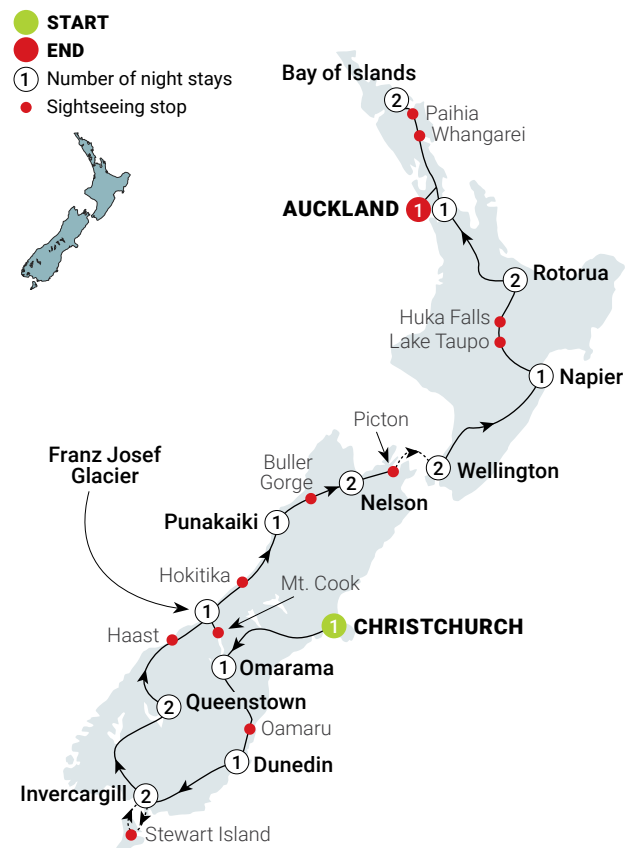 START
END
1 Number of night stays
Sightseeing stop
Bay of Islands
2
Paihia
Whangarei
AUCKLAND 1 1
2 Rotorua
Huka Falls
Lake Taupo
1 Napier
Picton
2 Wellington
Franz Josef
Glacier
Buller
Gorge
2
Nelson
Punakaiki 1
Hokitika
Mt. Cook
1
1 CHRISTCHURCH
Haast
1 Omarama
Queenstown
2
Oamaru
1 Dunedin
Invercargill 2
Stewart Island